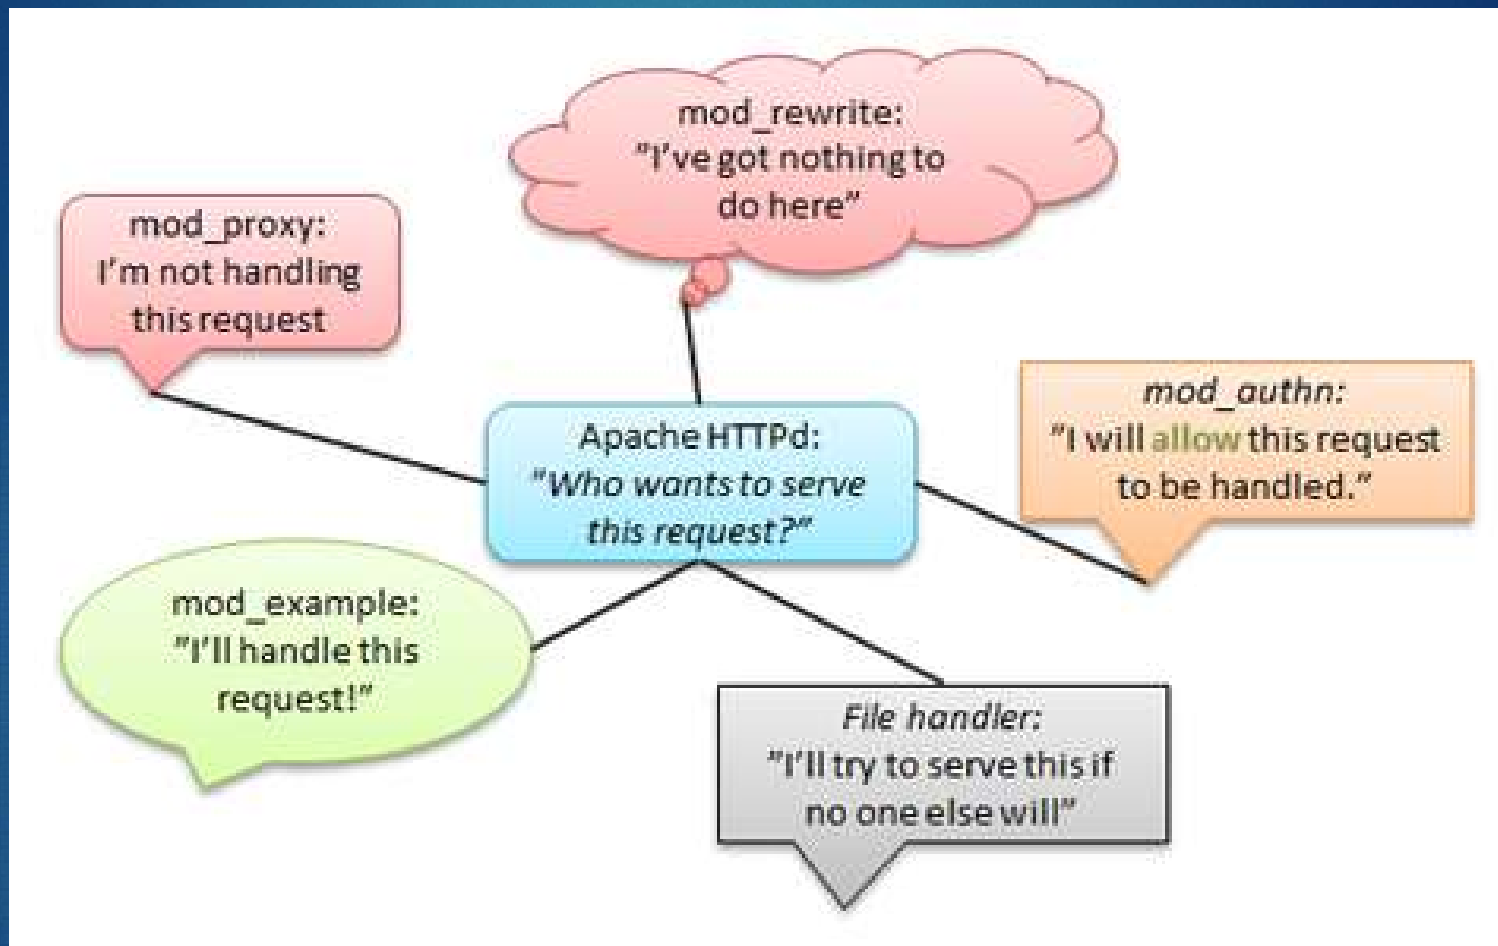 mod_rewrite:
"I've got nothing to
do here"
mod_proxy:
I'm not handling
this request
mod_authn:
"I will allow this request
to be handled."
Apache HTTPd:
"Who wants to serve
this request?"
mod_example:
"I'll handle this
request!"
File handler:
"I'll try to serve this if
no one else will"